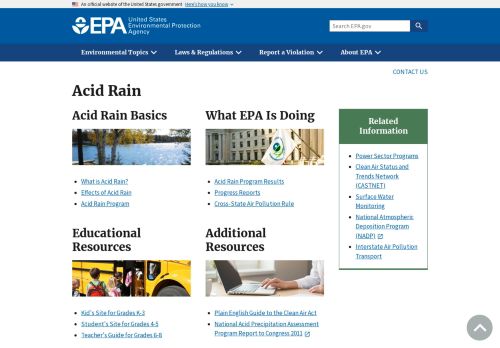 An official website of the United States government Here's how you know
EPA United States
Environmental Protection
Agency
Search EPA.gov
Environmental Topics
Laws & Regulations
Report a Violation
About EPA
CONTACT US
Acid Rain
Acid Rain Basics
What is Acid Rain?
Effects of Acid Rain
Acid Rain Program
What EPA Is Doing
Acid Rain Program Results
Progress Reports
Cross-State Air Pollution Rule
Educational
Resources
Kid's Site for Grades K-3
Student's Site for Grades 4-5
Teacher's Guide for Grades 6-8
Additional
Resources
Plain English Guide to the Clean Air Act
National Acid Precipitation Assessment
Program Report to Congress 2011
Related
Information
Power Sector Programs
Clean Air Status and
Trends Network
(CASTNET)
Surface Water
Monitoring
National Atmospheric
Deposition Program
(NADP)
Interstate Air Pollution
Transport